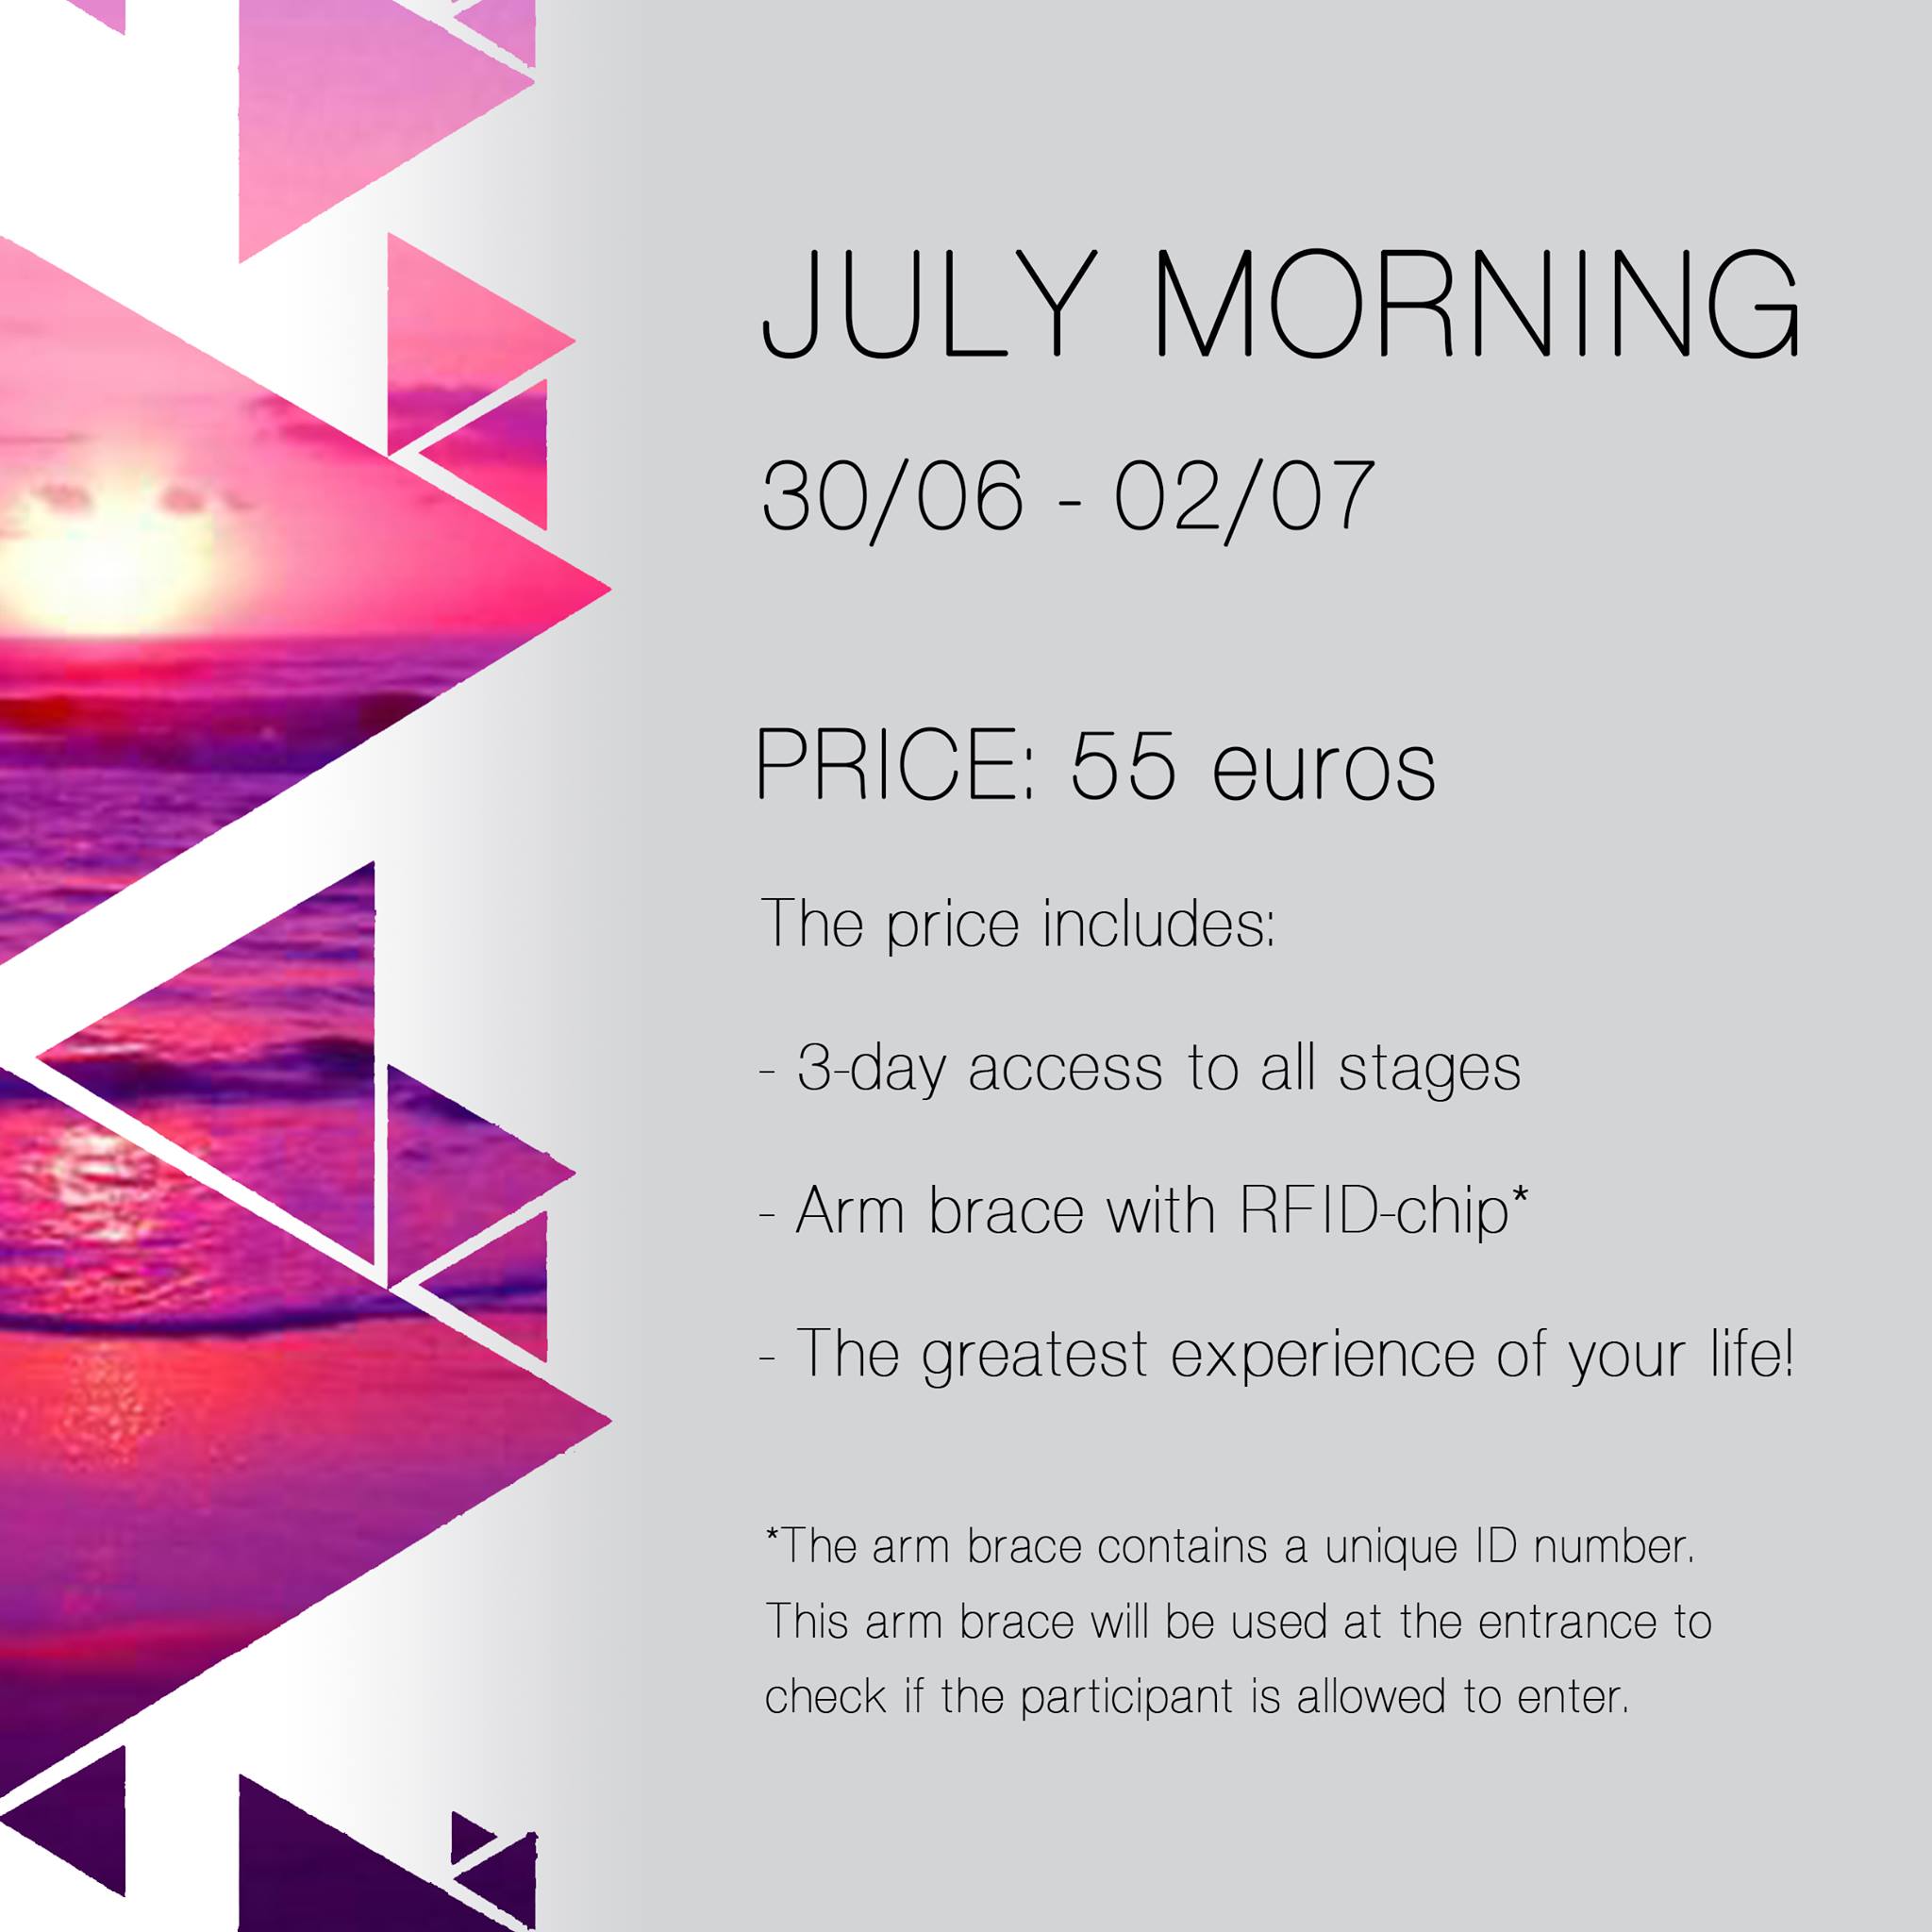 JULY MORNING
30/06 - 02/07
PRICE: 55 euros
The price includes:
- 3-day access to all stages
- Arm brace with RFID-chip*
- The greatest experience of your life!
*The arm brace contains a unique ID number.
This arm brace will be used at the entrance to
check if the participant is allowed to enter.